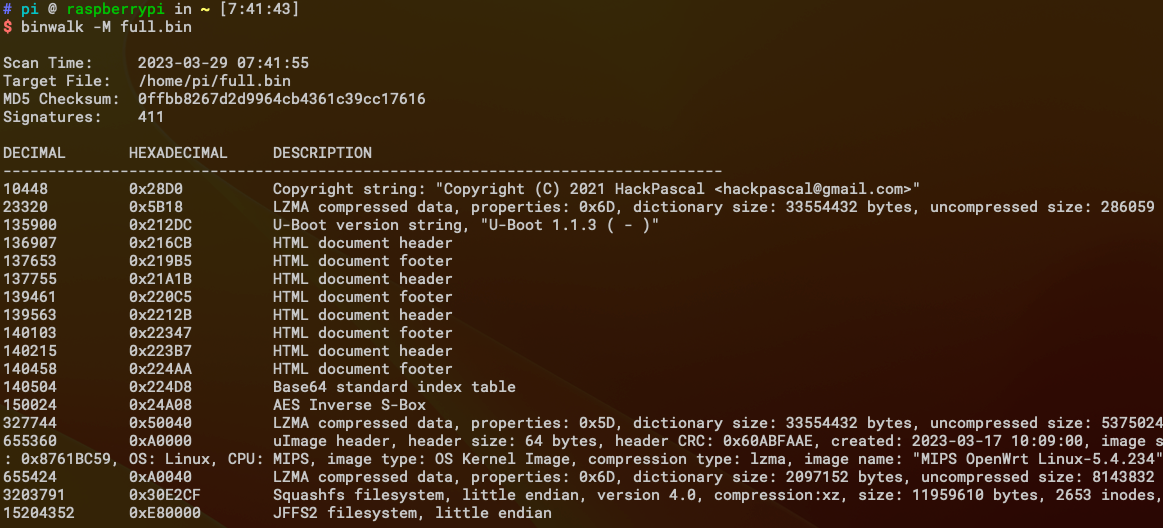 # pi @ raspberrypi in ~ [7:41:43]
$ binwalk -M full.bin
Scan Time:     2023-03-29 07:41:55
Target File:   /home/pi/full.bin
MD5 Checksum:  0ffbb8267d2d9964cb4361c39cc17616
Signatures:    411
DECIMAL       HEXADECIMAL     DESCRIPTION
--------------------------------------------------------------------------------
10448         0x28D0          Copyright string: "Copyright (C) 2021 HackPascal <hackpascal@gmail.com>"
23320         0x5B18          LZMA compressed data, properties: 0x6D, dictionary size: 33554432 bytes, uncompressed size: 286059
135900        0x212DC         U-Boot version string, "U-Boot 1.1.3 ( - )"
136907        0x216CB         HTML document header
137653        0x219B5         HTML document footer
137755        0x21A1B         HTML document header
139461        0x220C5         HTML document footer
139563        0x2212B         HTML document header
140103        0x22347         HTML document footer
140215        0x223B7         HTML document header
140458        0x224AA         HTML document footer
140504        0x224D8         Base64 standard index table
150024        0x24A08         AES Inverse S-Box
327744        0x50040         LZMA compressed data, properties: 0x5D, dictionary size: 33554432 bytes, uncompressed size: 5375024
655360        0xA0000         uImage header, header size: 64 bytes, header CRC: 0x60ABFAAE, created: 2023-03-17 10:09:00, image s
: 0x8761BC59, OS: Linux, CPU: MIPS, image type: OS Kernel Image, compression type: lzma, image name: "MIPS OpenWrt Linux-5.4.234"
655424        0xA0040         LZMA compressed data, properties: 0x6D, dictionary size: 2097152 bytes, uncompressed size: 8143832
3203791       0x30E2CF        Squashfs filesystem, little endian, version 4.0, compression:xz, size: 11959610 bytes, 2653 inodes,
15204352      0xE80000        JFFS2 filesystem, little endian